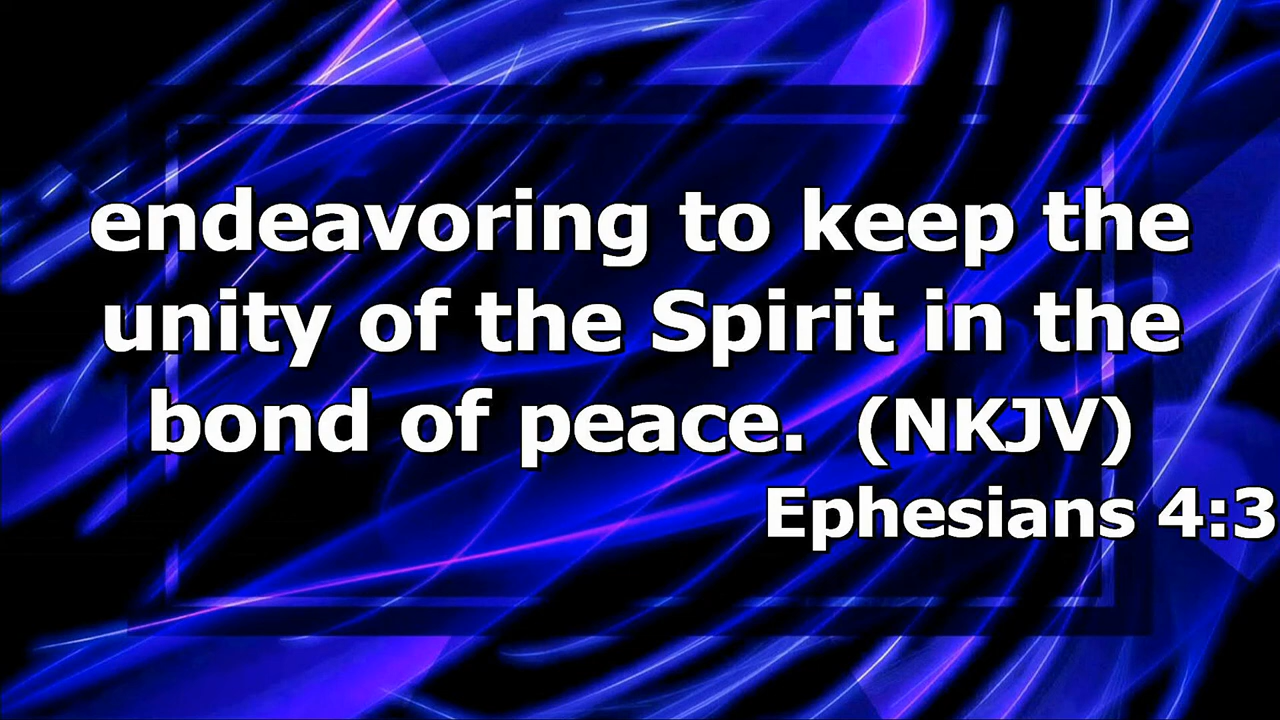 endeavoring to keep the
unity of the Spirit in the
bond of peace.  (NKJV)
Ephesians 4:3